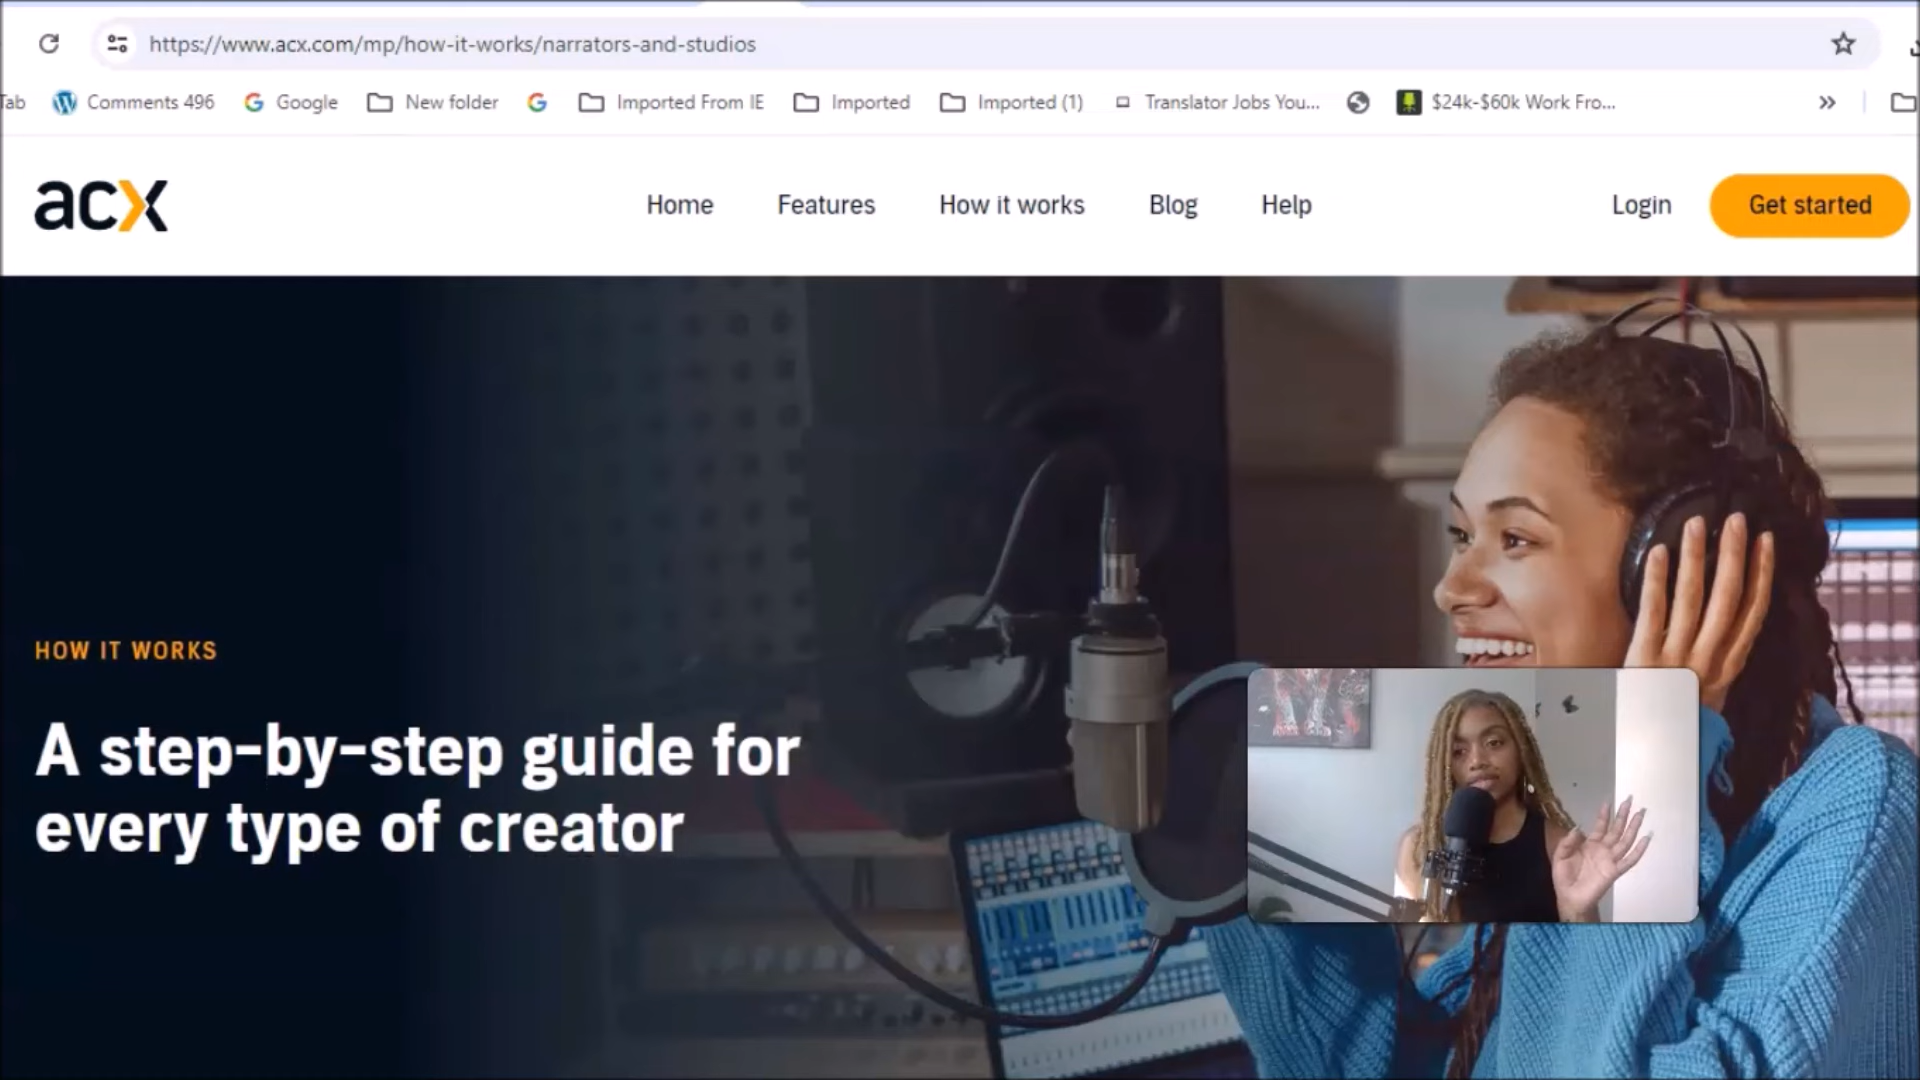 https://www.acx.com/mp/how-it-works/narrators-and-studios
Tab Comments 496 Google New folder Imported From IE Imported Imported (1) Translator Jobs You... $24k-$60k Work Fro...
acx Home Features How it works Blog Help Login Get started
HOW IT WORKS
A step-by-step guide for
every type of creator